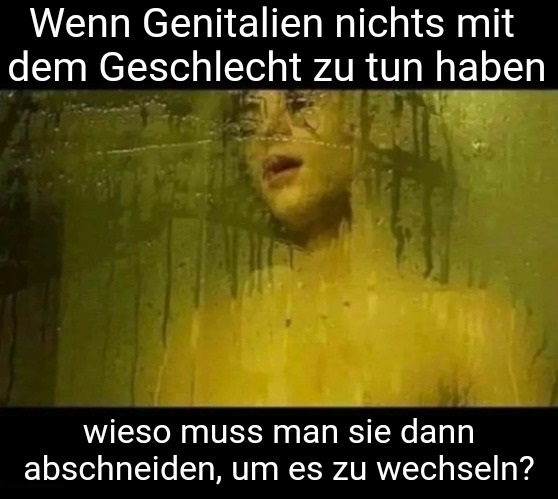 Wenn Genitalien nichts mit
dem Geschlecht zu tun haben
wieso muss man sie dann
abschneiden, um es zu wechseln?